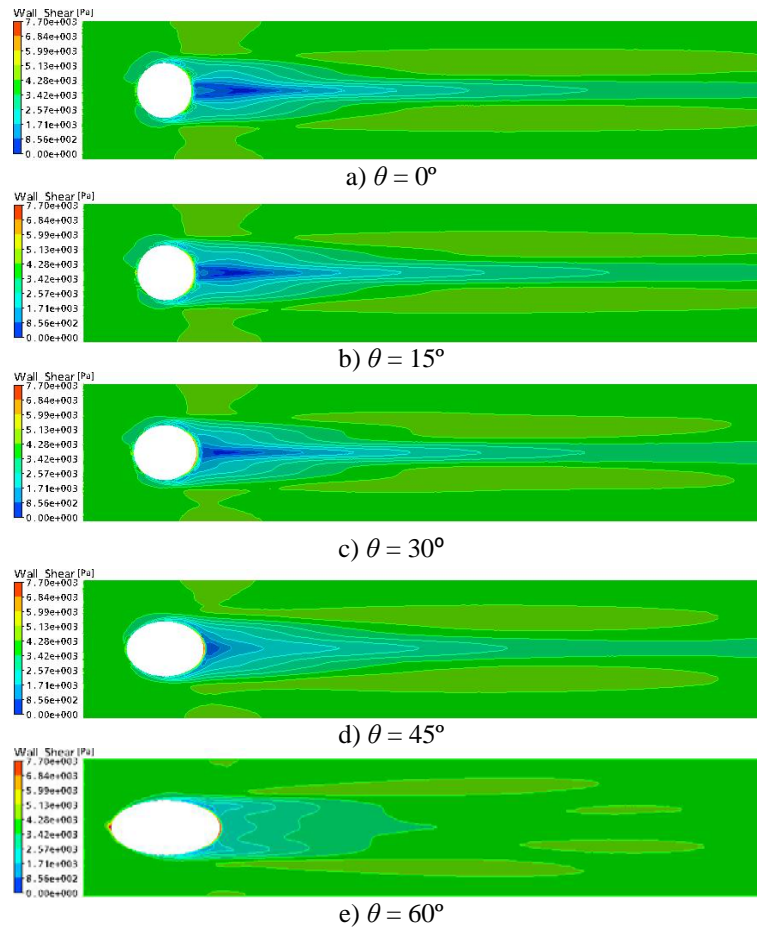 Wall Shear [Pa]
7.70e+003
6.84e+003
5.99e+003
5.13e+003
4.28e+003
3.42e+003
2.57e+003
1.71e+003
8.56e+002
0.00e+000
a) θ = 0º
Wall Shear [Pa]
7.70e+003
6.84e+003
5.99e+003
5.13e+003
4.28e+003
3.42e+003
2.57e+003
1.71e+003
8.56e+002
0.00e+000
b) θ = 15º
Wall Shear [Pa]
7.70e+003
6.84e+003
5.99e+003
5.13e+003
4.28e+003
3.42e+003
2.57e+003
1.71e+003
8.56e+002
0.00e+000
c) θ = 30º
Wall Shear [Pa]
7.70e+003
6.84e+003
5.99e+003
5.13e+003
4.28e+003
3.42e+003
2.57e+003
1.71e+003
8.56e+002
0.00e+000
d) θ = 45º
Wall Shear [Pa]
7.70e+003
6.84e+003
5.99e+003
5.13e+003
4.28e+003
3.42e+003
2.57e+003
1.71e+003
8.56e+002
0.00e+000
e) θ = 60º